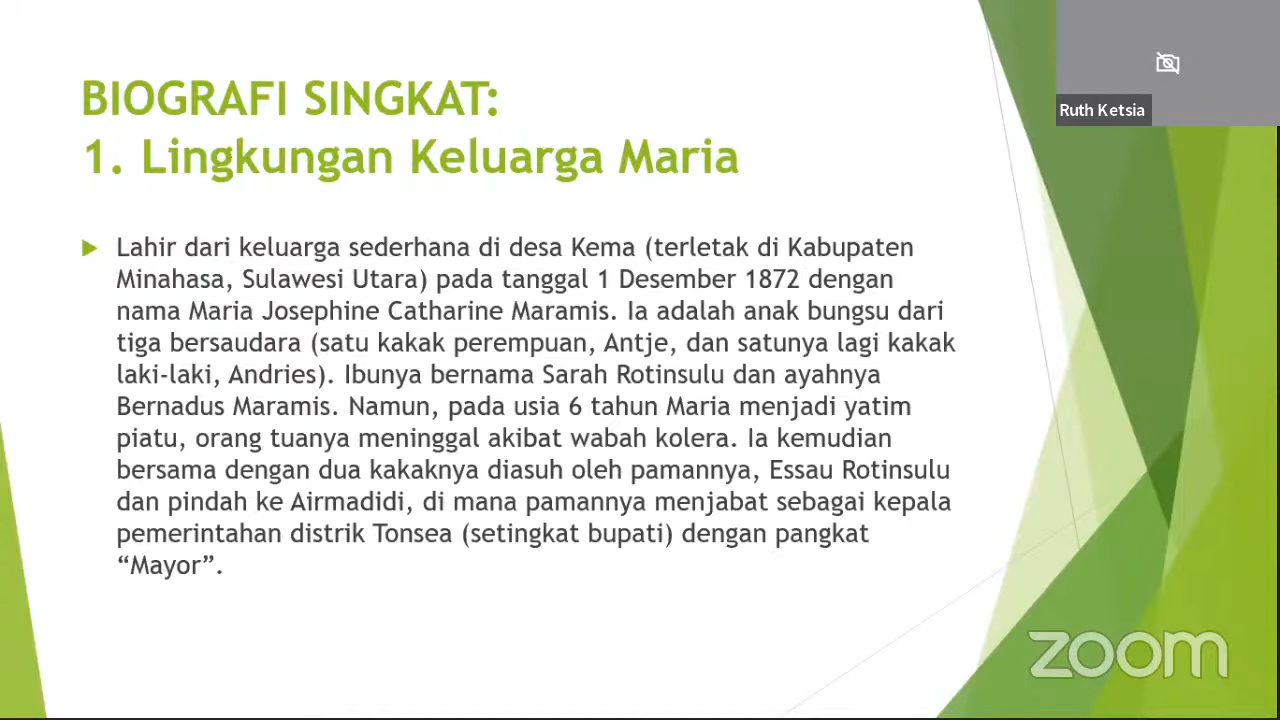 BIOGRAFI SINGKAT:
1. Lingkungan Keluarga Maria
Ruth Ketsia
Lahir dari keluarga sederhana di desa Kema (terletak di Kabupaten
Minahasa, Sulawesi Utara) pada tanggal 1 Desember 1872 dengan
nama Maria Josephine Catharine Maramis. Ia adalah anak bungsu dari
tiga bersaudara (satu kakak perempuan, Antje, dan satunya lagi kakak
laki-laki, Andries). Ibunya bernama Sarah Rotinsulu dan ayahnya
Bernadus Maramis. Namun, pada usia 6 tahun Maria menjadi yatim
piatu, orang tuanya meninggal akibat wabah kolera. Ia kemudian
bersama dengan dua kakaknya diasuh oleh pamannya, Essau Rotinsulu
dan pindah ke Airmadidi, di mana pamannya menjabat sebagai kepala
pemerintahan distrik Tonsea (setingkat bupati) dengan pangkat
“Mayor”.
zoom